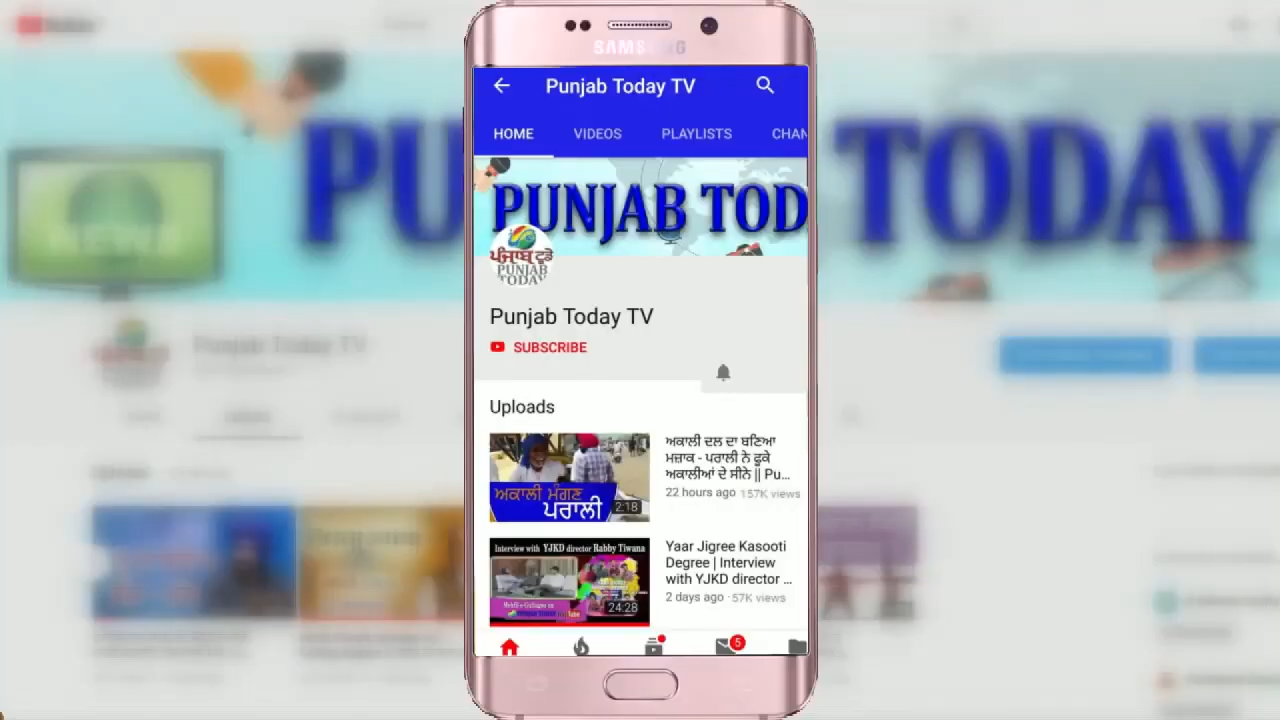 SAMSUNG
Punjab Today TV
HOME VIDEOS PLAYLISTS CHAN
PU
TODAY
PUNJAB TOD
ਪੰਜਾਬ ਟੂਡੇ
PUNJAB
TODAY
Punjab Today TV
SUBSCRIBE
Uploads
ਅਕਾਲੀ ਮੰਗਣ
ਪਰਾਲੀ
2:18
ਅਕਾਲੀ ਦਲ ਦਾ ਬਣਿਆ
ਮਜ਼ਾਕ - ਪਰਾਲੀ ਨੇ ਫੂਕੇ
ਅਕਾਲੀਆਂ ਦੇ ਸੀਨੇ || Pu...
22 hours ago 157K views
Interview with YJKD director Rabby Tiwana
24:28
Yaar Jigree Kasooti
Degree | Interview
with YJKD director ...
2 days ago · 57K views
5